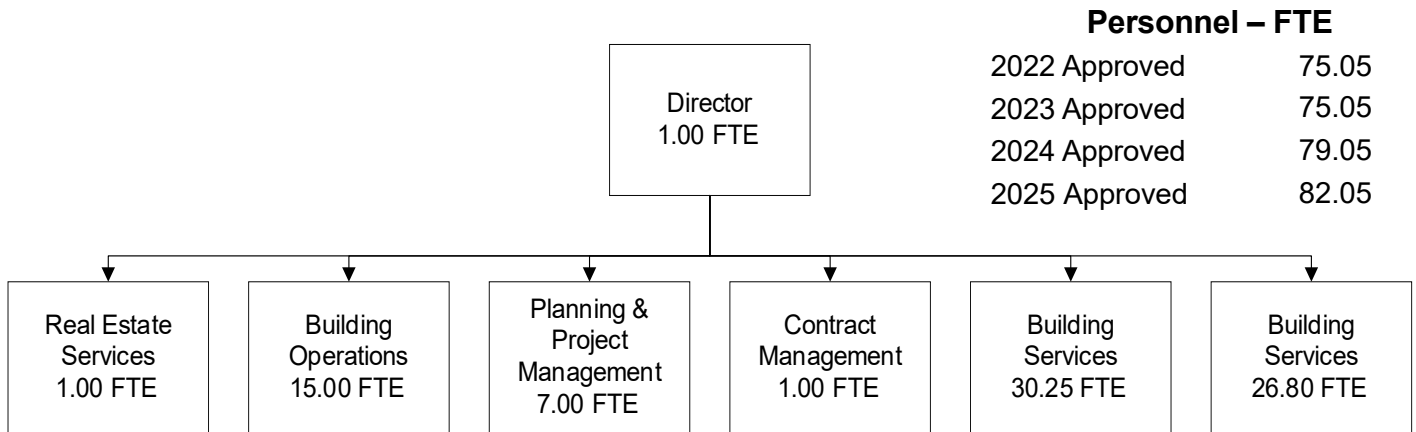 Personnel – FTE
2022 Approved 75.05
2023 Approved 75.05
2024 Approved 79.05
2025 Approved 82.05
Director
1.00 FTE
Real Estate
Services
1.00 FTE
Building
Operations
15.00 FTE
Planning &
Project
Management
7.00 FTE
Contract
Management
1.00 FTE
Building
Services
30.25 FTE
Building
Services
26.80 FTE